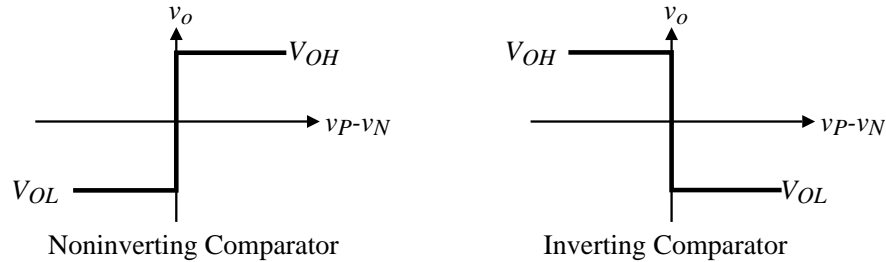 v_o
V_OH
v_P-v_N
V_OL
Noninverting Comparator
v_o
V_OH
v_P-v_N
V_OL
Inverting Comparator